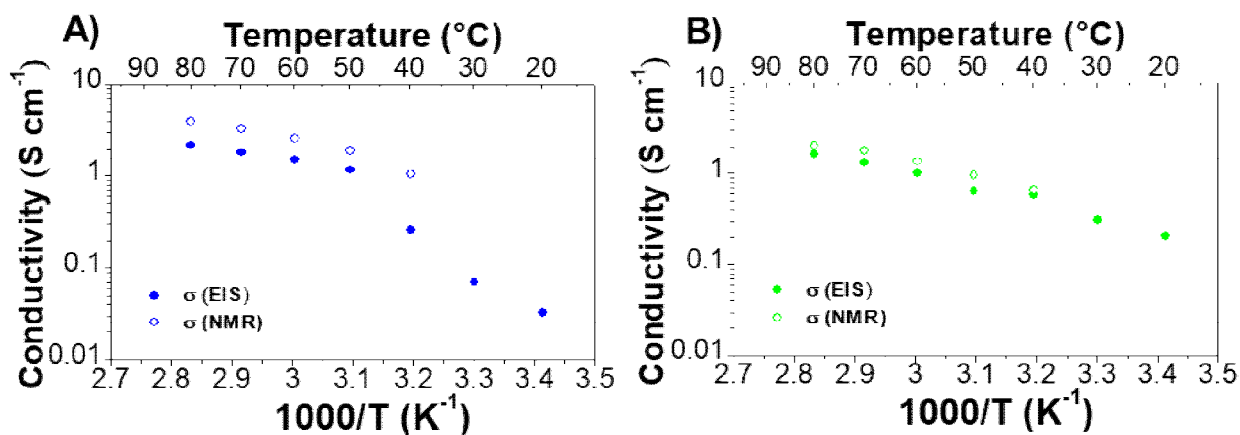 A)
Temperature (°C)
90 80 70 60 50 40 30 20
Conductivity (S cm⁻¹)
10
1
0.1
0.01
σ (EIS)
σ (NMR)
2.7 2.8 2.9 3 3.1 3.2 3.3 3.4 3.5
1000/T (K⁻¹)
B)
Temperature (°C)
90 80 70 60 50 40 30 20
Conductivity (S cm⁻¹)
10
1
0.1
0.01
σ (EIS)
σ (NMR)
2.7 2.8 2.9 3 3.1 3.2 3.3 3.4 3.5
1000/T (K⁻¹)